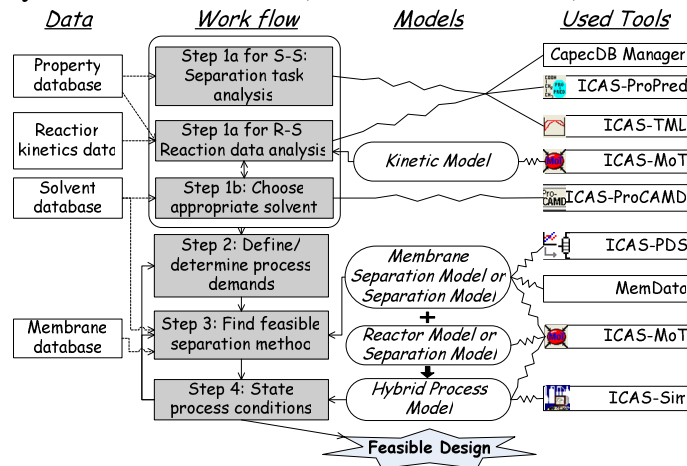 Data
Work flow
Models
Used Tools
Property
database
Reaction
kinetics data
Solvent
database
Membrane
database
Step 1a for S-S:
Separation task
analysis
Step 1a for R-S
Reaction data analysis
Step 1b: Choose
appropriate solvent
Step 2: Define/
determine process
demands
Step 3: Find feasible
separation method
Step 4: State
process conditions
Kinetic Model
Membrane
Separation Model or
Separation Model
+
Reactor Model or
Separation Model
Hybrid Process
Model
Feasible Design
CapecDB Manager
ICAS-ProPred
ICAS-TML
ICAS-MoT
ICAS-ProCAMD
ICAS-PDS
MemData
ICAS-MoT
ICAS-Sim